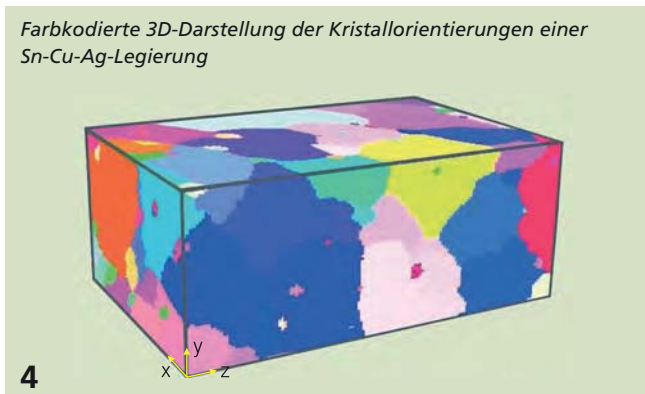 Farbkodierte 3D-Darstellung der Kristallorientierungen einer
Sn-Cu-Ag-Legierung
y
x z
4